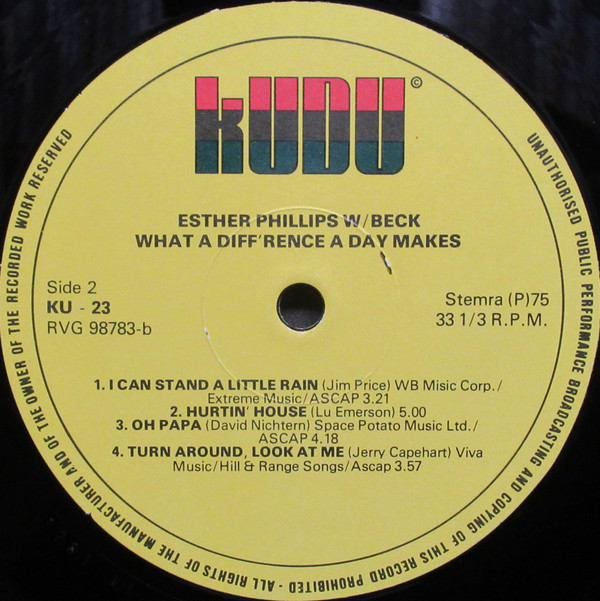 kUDU ©
ESTHER PHILLIPS W/BECK
WHAT A DIFF'RENCE A DAY MAKES
Side 2
KU - 23
RVG 98783-b
Stemra (P)75
33 1/3 R.P.M.
1. I CAN STAND A LITTLE RAIN (Jim Price) WB Misic Corp./
Extreme Music/ASCAP 3.21
2. HURTIN' HOUSE (Lu Emerson) 5.00
3. OH PAPA (David Nichtern) Space Potato Music Ltd./
ASCAP 4.18
4. TURN AROUND, LOOK AT ME (Jerry Capehart) Viva
Music/Hill & Range Songs/Ascap 3.57
ALL RIGHTS OF THE MANUFACTURER AND OF THE OWNER OF THE RECORDED WORK RESERVED
UNAUTHORISED PUBLIC PERFORMANCE BROADCASTING AND COPYING OF THIS RECORD PROHIBITED -